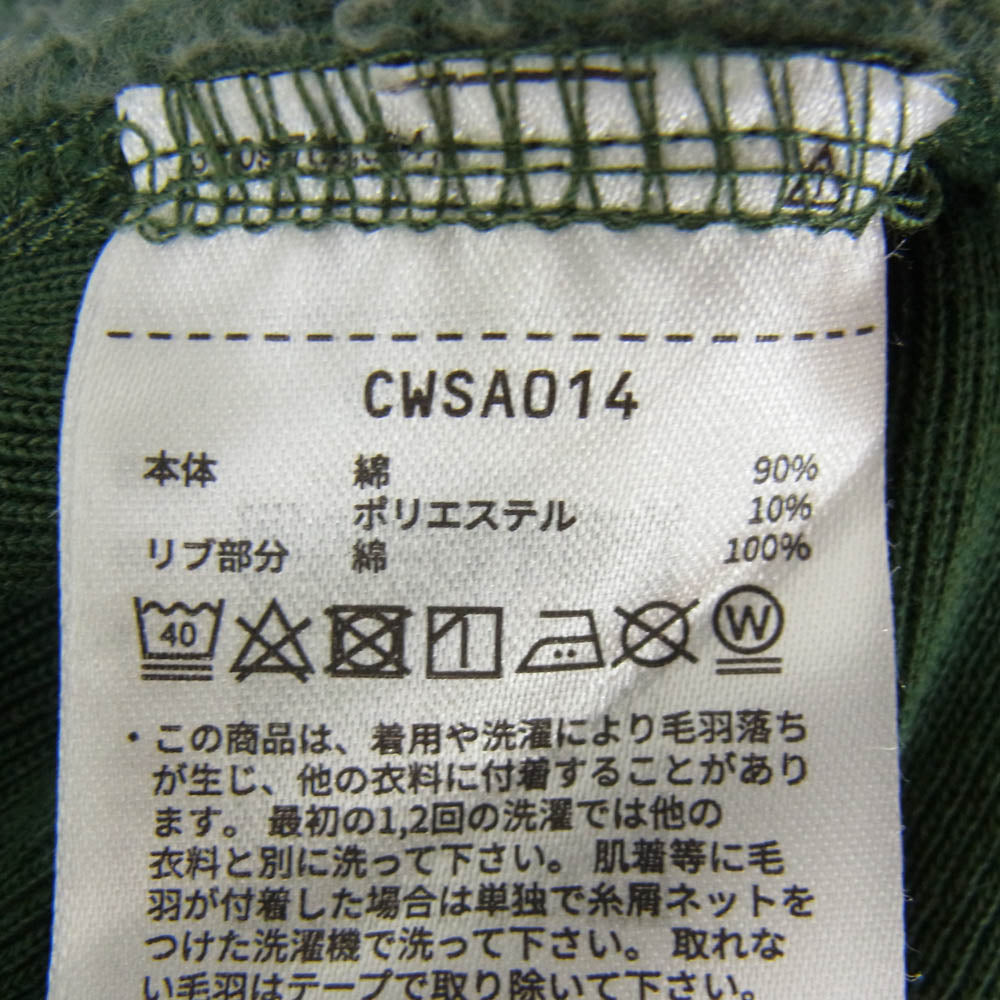 CWSA014
本体 綿 90%
ポリエステル 10%
リブ部分 綿 100%
40 W
・この商品は、着用や洗濯により毛羽落ち
が生じ、他の衣料に付着することがあり
ます。最初の1,2回の洗濯では他の
衣料と別に洗って下さい。肌着等に毛
羽が付着した場合は単独で糸屑ネットを
つけた洗濯機で洗って下さい。取れな
い毛羽はテープで取り除いて下さい。